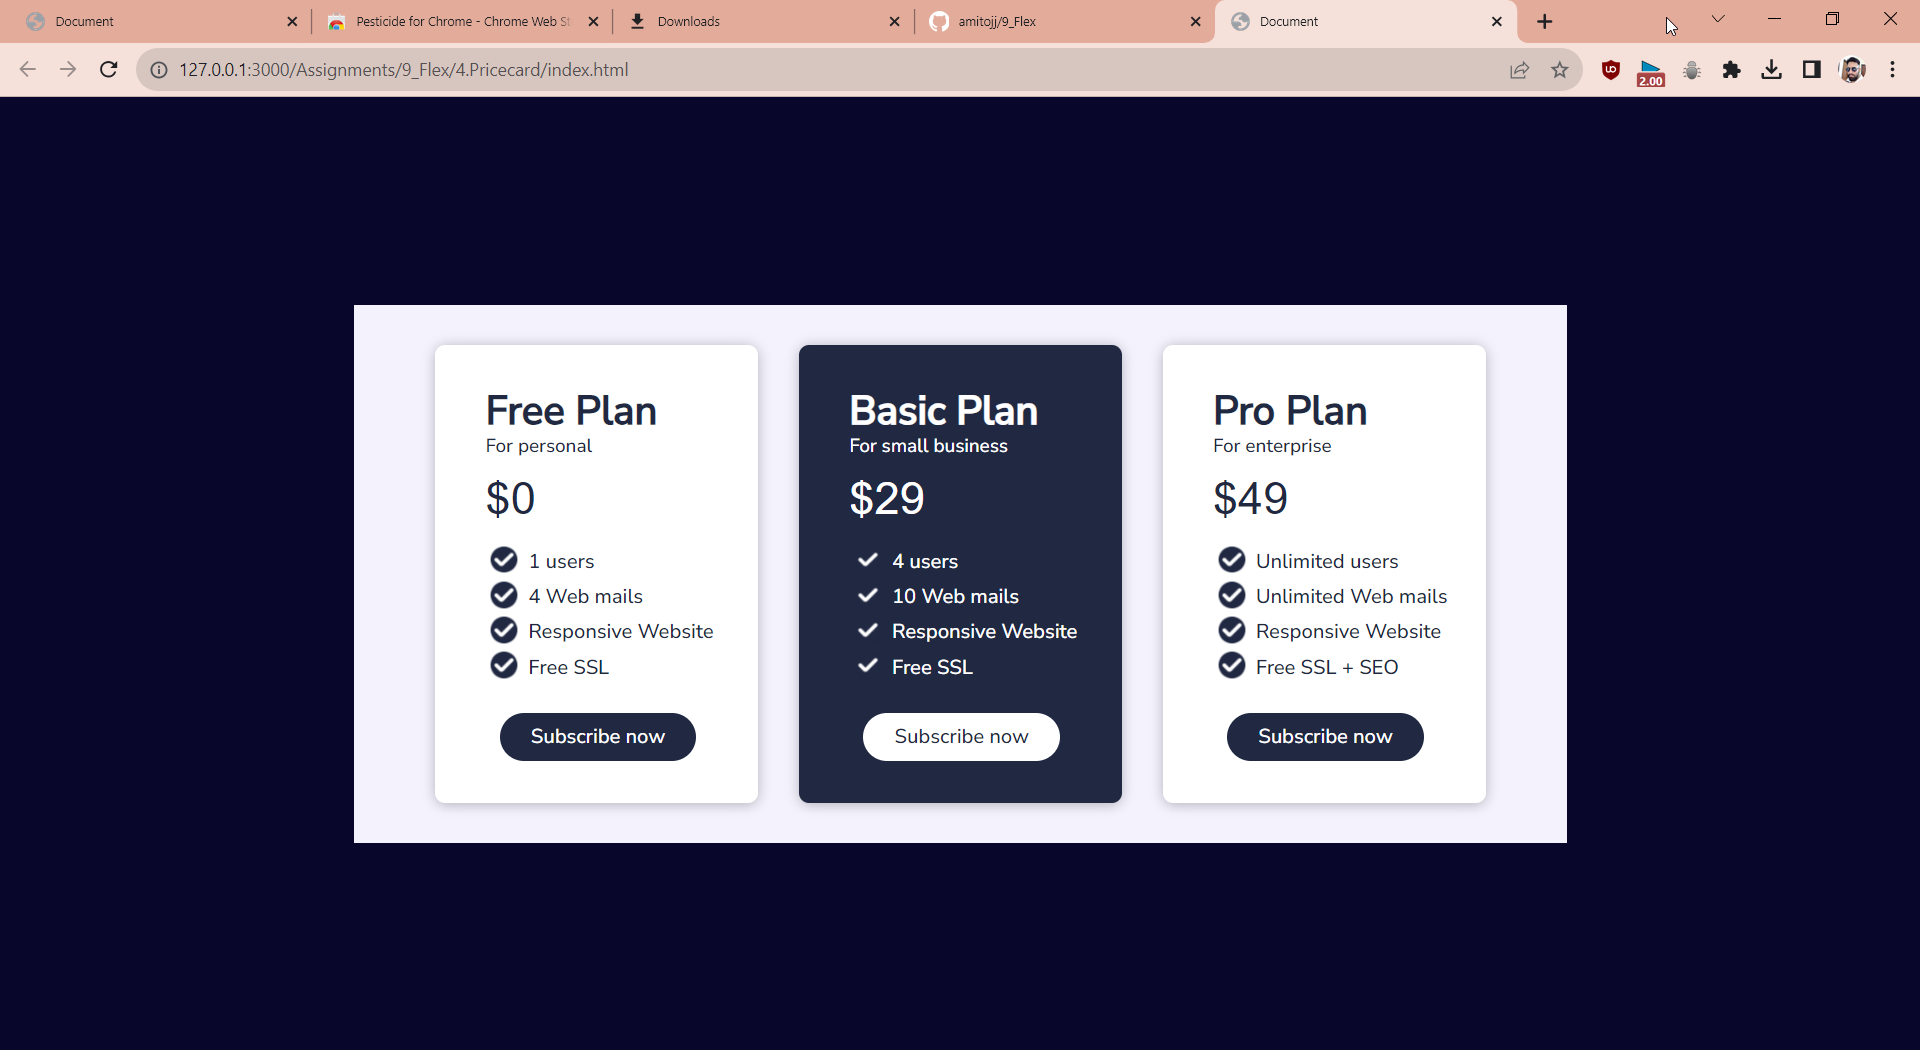 Document
Pesticide for Chrome - Chrome Web St
Downloads
amitojj/9_Flex
Document
127.0.0.1:3000/Assignments/9_Flex/4.Pricecard/index.html
2.00
Free Plan
For personal
$0
1 users
4 Web mails
Responsive Website
Free SSL
Subscribe now
Basic Plan
For small business
$29
4 users
10 Web mails
Responsive Website
Free SSL
Subscribe now
Pro Plan
For enterprise
$49
Unlimited users
Unlimited Web mails
Responsive Website
Free SSL + SEO
Subscribe now